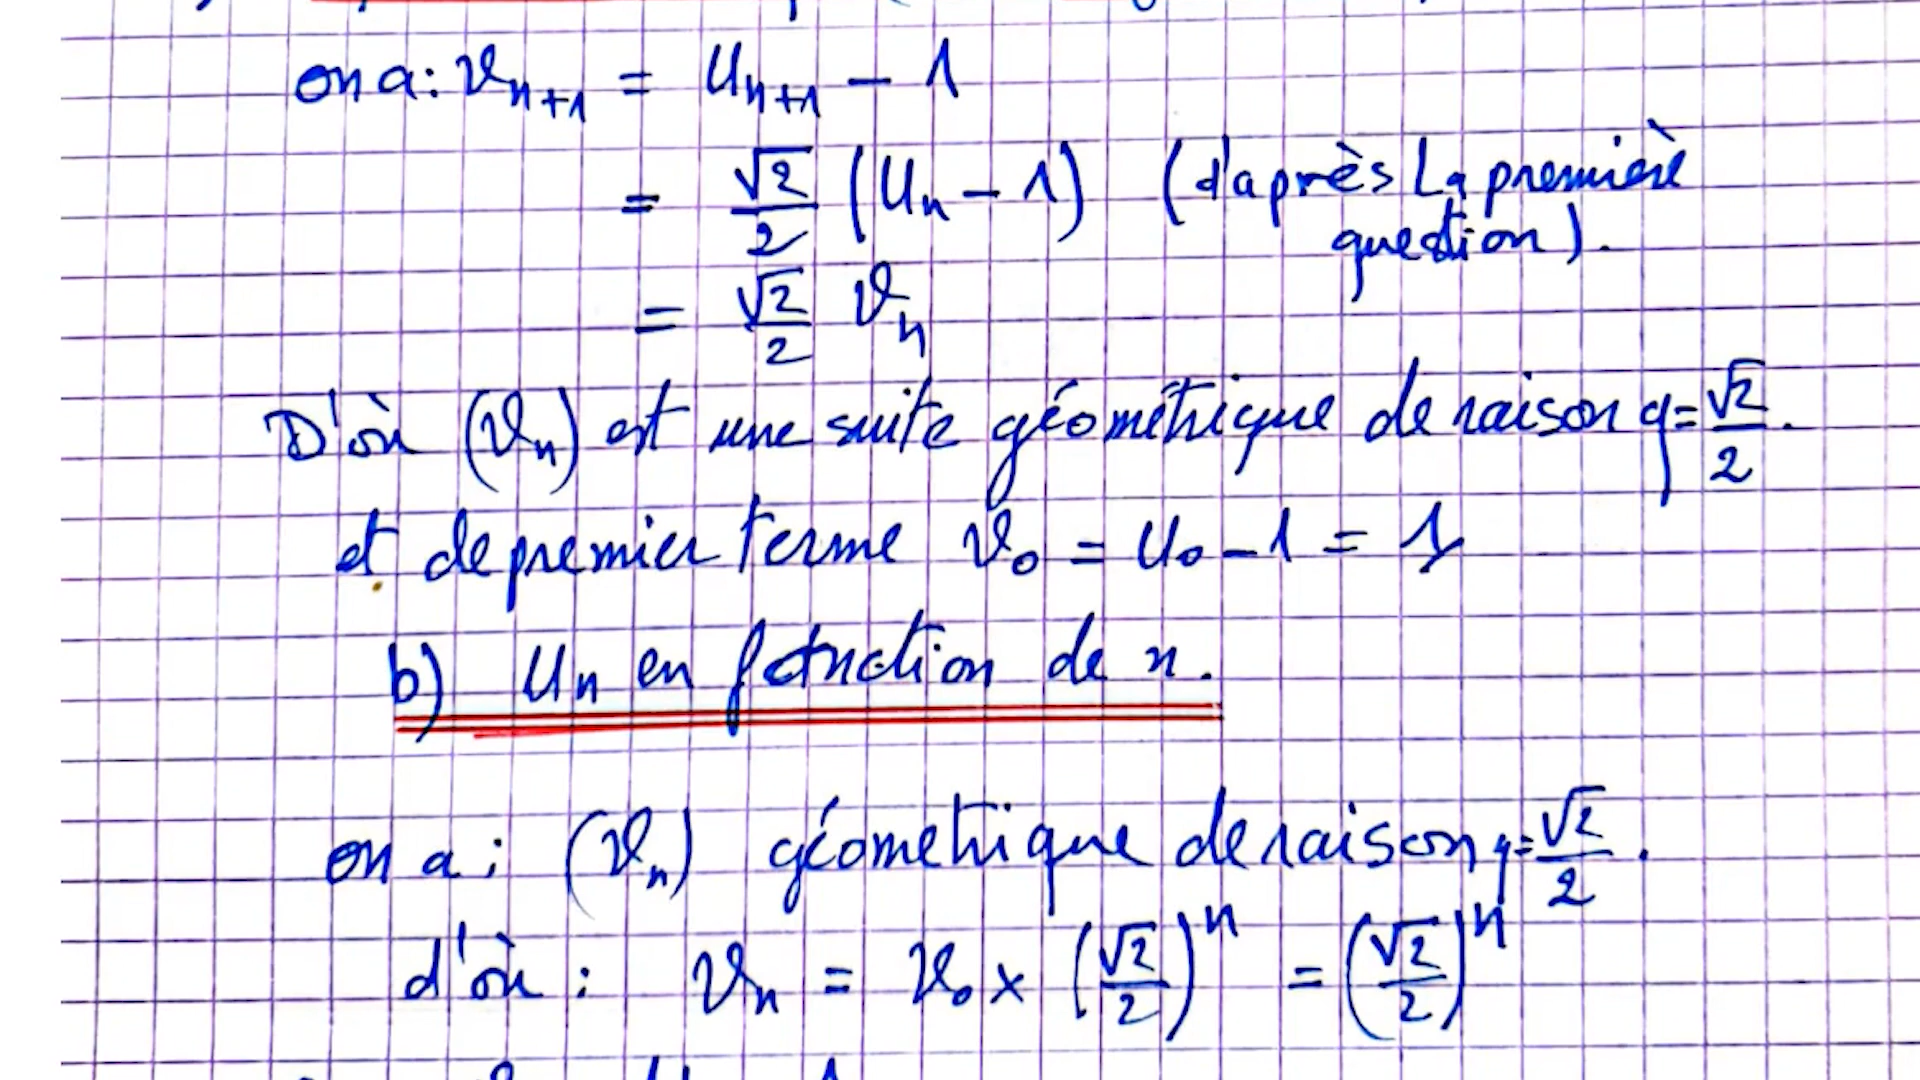 on a : vₙ₊₁ = Uₙ₊₁ − 1
= √2/2 (Uₙ − 1) (d'après La première
question).
= √2/2 vₙ
D'où (vₙ) est une suite géométrique de raison q = √2/2.
et de premier terme v₀ = U₀ − 1 = 1
b) Uₙ en fonction de n.
on a : (vₙ) géometrique de raison q = √2/2.
d'où : vₙ = v₀ × (√2/2)ⁿ = (√2/2)ⁿ